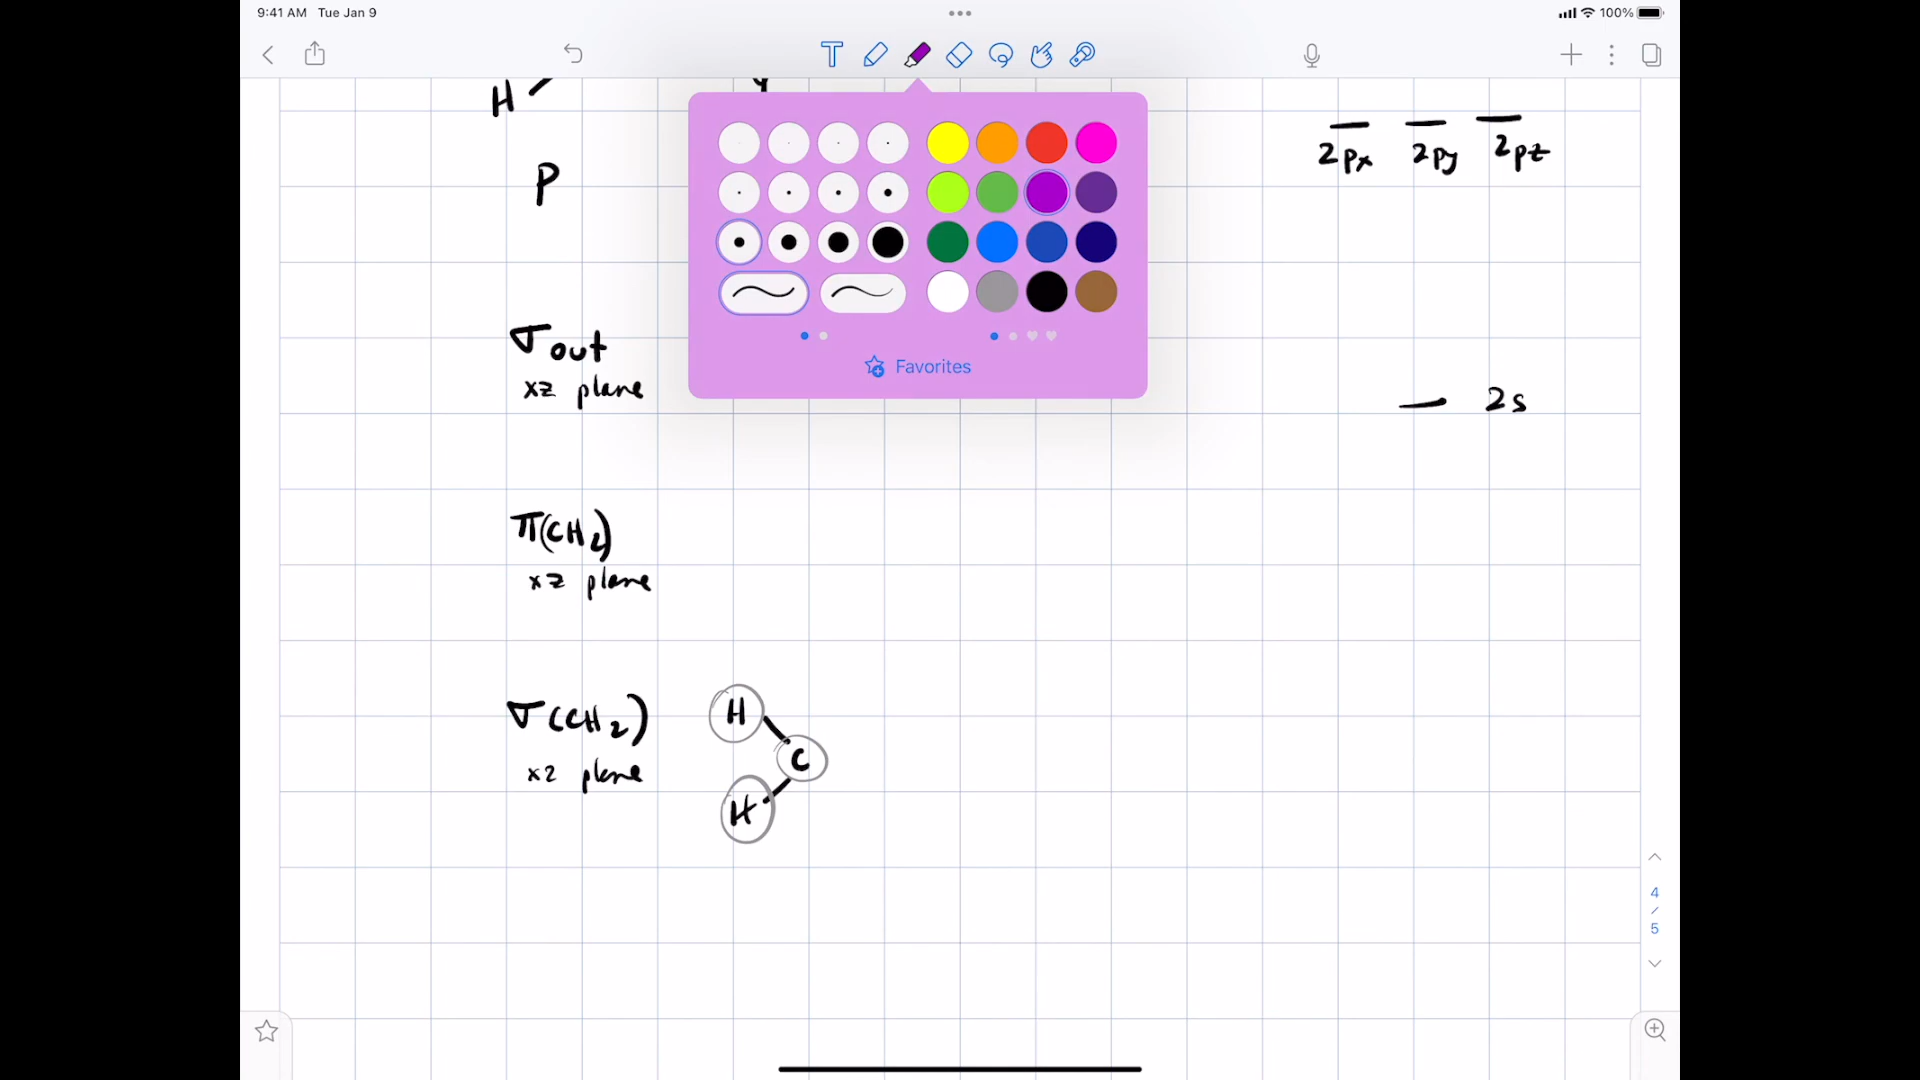 9:41 AM Tue Jan 9
100%
T
H
2px 2py 2pz
P
Favorites
σout
xz plane
2s
π(CH2)
xz plane
σ(CH2)
xz plane
H
C
H
4
/
5